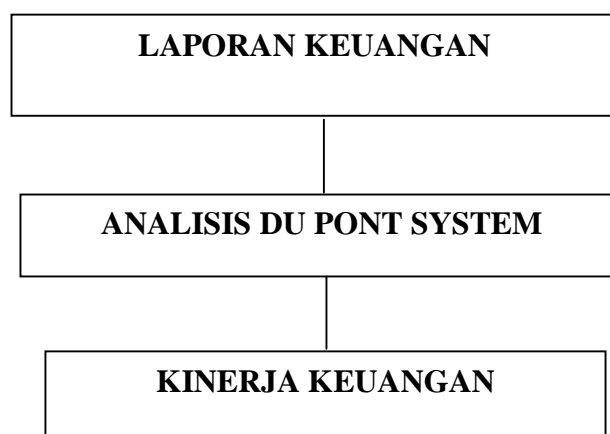 LAPORAN KEUANGAN
ANALISIS DU PONT SYSTEM
KINERJA KEUANGAN